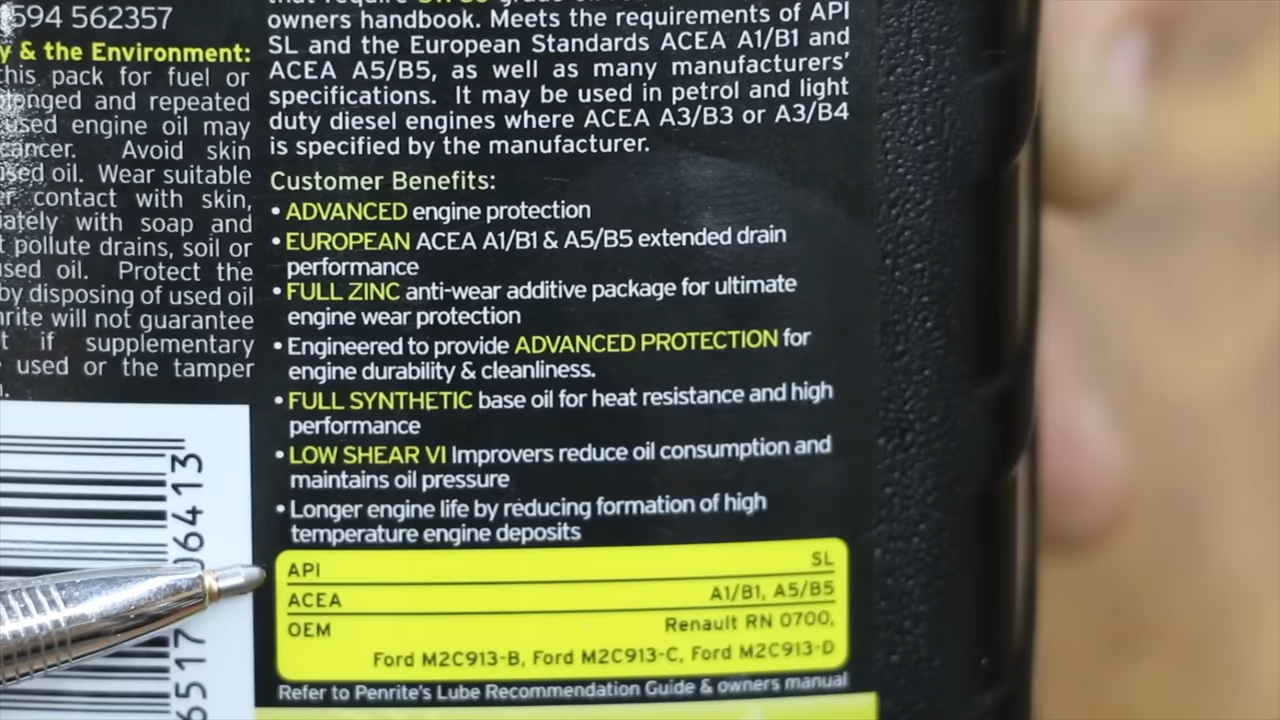 594 562357
y & the Environment:
this pack for fuel or
and repeated
used engine oil may
cancer. Avoid skin
used oil. Wear suitable
contact with skin,
with soap and
t pollute drains, soil or
used oil. Protect the
by disposing of used oil
nrite will not guarantee
t if supplementary
used or the tamper
owners handbook. Meets the requirements of API
SL and the European Standards ACEA A1/B1 and
ACEA A5/B5, as well as many manufacturers'
specifications. It may be used in petrol and light
duty diesel engines where ACEA A3/B3 or A3/B4
is specified by the manufacturer.
Customer Benefits:
• ADVANCED engine protection
• EUROPEAN ACEA A1/B1 & A5/B5 extended drain
performance
• FULL ZINC anti-wear additive package for ultimate
engine wear protection
• Engineered to provide ADVANCED PROTECTION for
engine durability & cleanliness.
• FULL SYNTHETIC base oil for heat resistance and high
performance
• LOW SHEAR VI Improvers reduce oil consumption and
maintains oil pressure
• Longer engine life by reducing formation of high
temperature engine deposits
API SL
ACEA A1/B1, A5/B5
OEM Renault RN 0700,
Ford M2C913-B, Ford M2C913-C, Ford M2C913-D
Refer to Penrite's Lube Recommendation Guide & owners manual
6517 06413